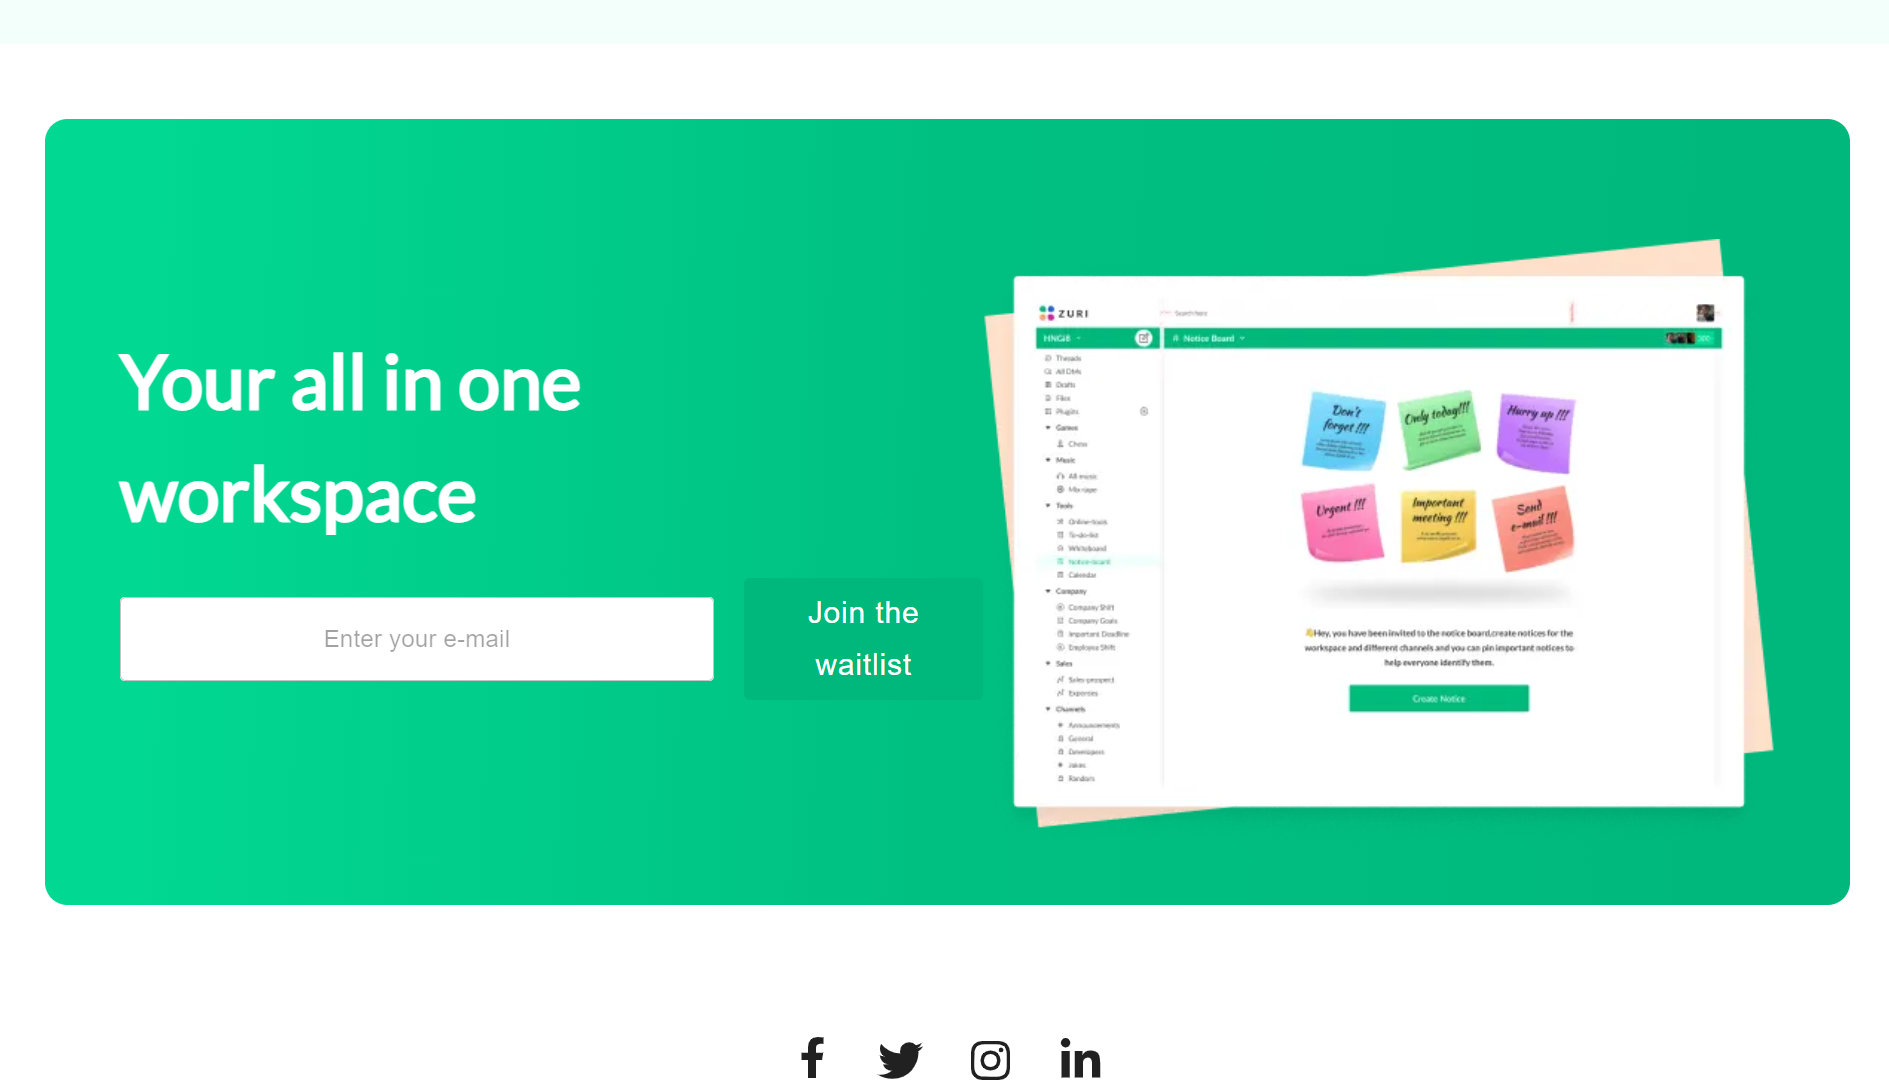 Your all in one
workspace
Enter your e-mail
Join the
waitlist
ZURI
Search here
HNGi8
Notice Board
Threads
All DMs
Drafts
Files
Plugins
Games
Chess
Music
All music
Mix-tape
Tools
Online-tools
To-do-list
Whiteboard
Notice-board
Calendar
Company
Company Shift
Company Goals
Important Deadline
Employee Shift
Sales
Sales prospect
Expenses
Channels
Announcements
General
Developers
Jokes
Random
Don't
forget !!!
Only today!!!
Hurry up !!!
Urgent !!!
Important
meeting !!!
Send
e-mail !!!
Hey, you have been invited to the notice board,create notices for the
workspace and different channels and you can pin important notices to
help everyone identify them.
Create Notice